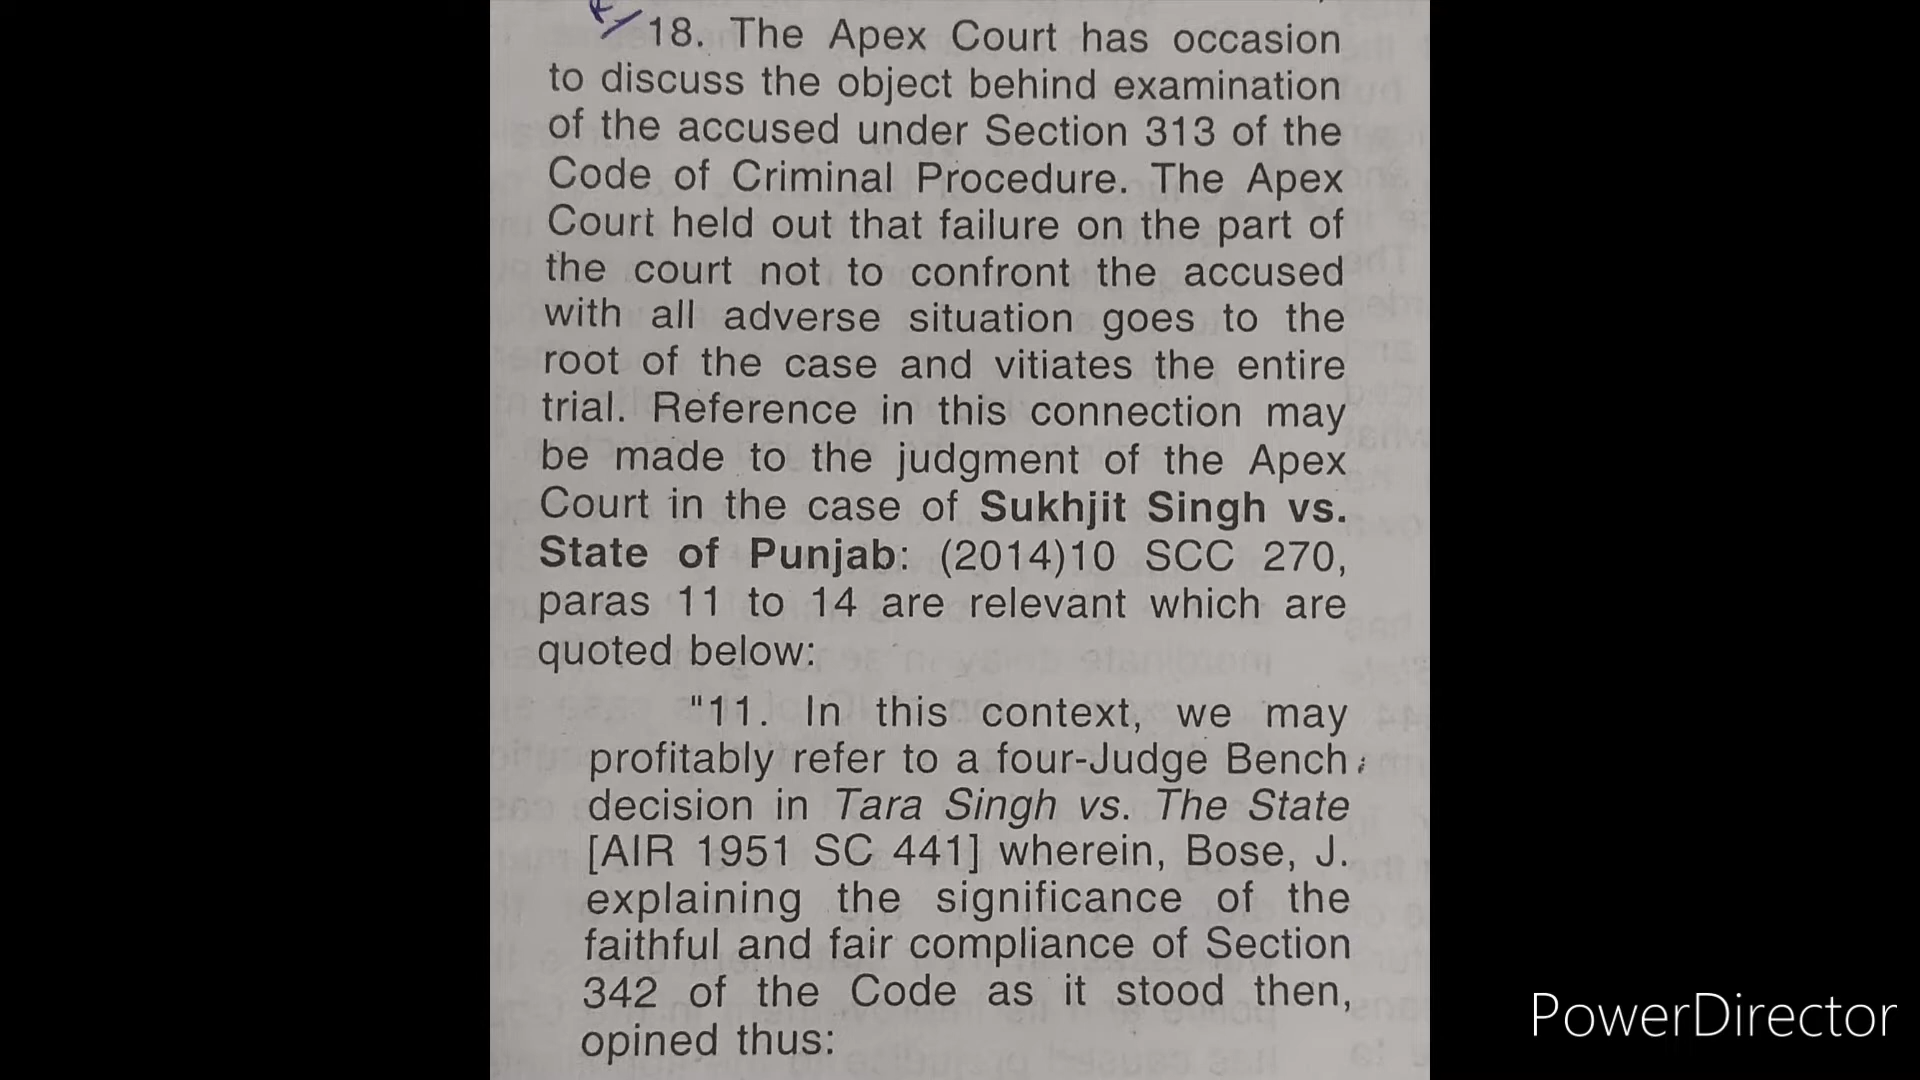 18. The Apex Court has occasion
to discuss the object behind examination
of the accused under Section 313 of the
Code of Criminal Procedure. The Apex
Court held out that failure on the part of
the court not to confront the accused
with all adverse situation goes to the
root of the case and vitiates the entire
trial. Reference in this connection may
be made to the judgment of the Apex
Court in the case of Sukhjit Singh vs.
State of Punjab: (2014)10 SCC 270,
paras 11 to 14 are relevant which are
quoted below:
"11. In this context, we may
profitably refer to a four-Judge Bench
decision in Tara Singh vs. The State
[AIR 1951 SC 441] wherein, Bose, J.
explaining the significance of the
faithful and fair compliance of Section
342 of the Code as it stood then,
opined thus:
PowerDirector